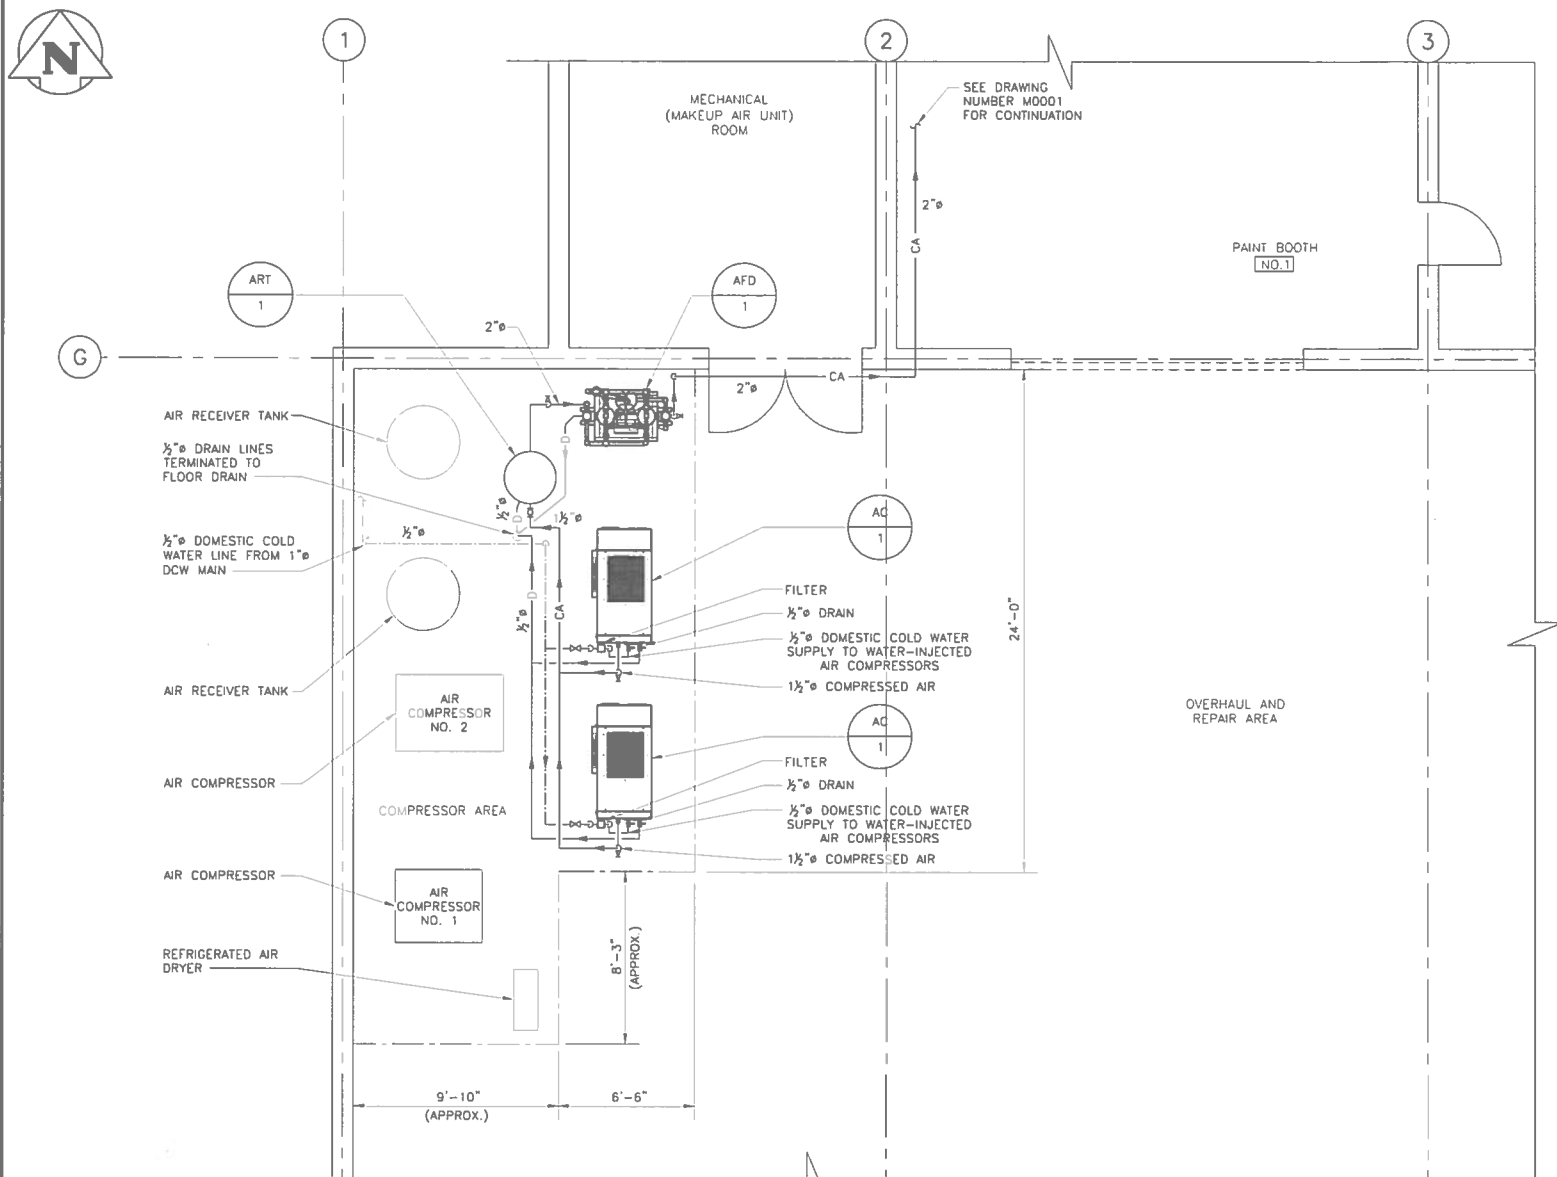 N
1
2
3
SEE DRAWING
NUMBER M0001
FOR CONTINUATION
MECHANICAL
(MAKEUP AIR UNIT)
ROOM
2"ø
CA
PAINT BOOTH
NO.1
ART
1
AFD
1
2"ø
G
CA
2"ø
AIR RECEIVER TANK
½"ø DRAIN LINES
TERMINATED TO
FLOOR DRAIN
D
½"ø
D
1½"ø
AC
1
½"ø
½"ø DOMESTIC COLD
WATER LINE FROM 1"ø
DCW MAIN
FILTER
½"ø DRAIN
½"ø DOMESTIC COLD WATER
SUPPLY TO WATER-INJECTED
AIR COMPRESSORS
1½"ø COMPRESSED AIR
D
CA
½"ø
24'-0"
AIR RECEIVER TANK
AIR
COMPRESSOR
NO. 2
OVERHAUL AND
REPAIR AREA
AC
1
FILTER
½"ø DRAIN
½"ø DOMESTIC COLD WATER
SUPPLY TO WATER-INJECTED
AIR COMPRESSORS
1½"ø COMPRESSED AIR
AIR COMPRESSOR
COMPRESSOR AREA
AIR COMPRESSOR
AIR
COMPRESSOR
NO. 1
REFRIGERATED AIR
DRYER
8'-3"
(APPROX.)
9'-10"
(APPROX.)
6'-6"